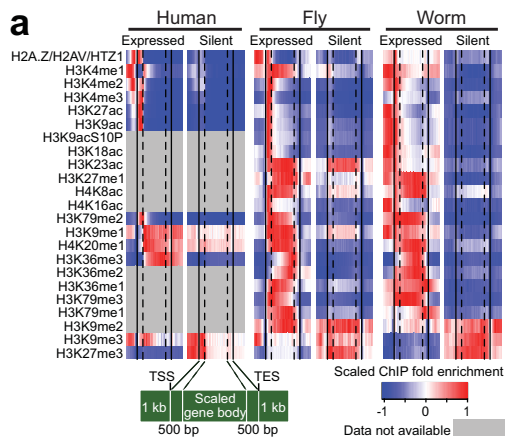 a
Human Fly Worm
Expressed Silent Expressed Silent Expressed Silent
H2A.Z/H2AV/HTZ1
H3K4me1
H3K4me2
H3K4me3
H3K27ac
H3K9ac
H3K9acS10P
H3K18ac
H3K23ac
H3K27me1
H4K8ac
H4K16ac
H3K79me2
H3K9me1
H4K20me1
H3K36me3
H3K36me2
H3K36me1
H3K79me3
H3K79me1
H3K9me2
H3K9me3
H3K27me3
TSS TES
1 kb Scaled gene body 1 kb
500 bp 500 bp
Scaled ChIP fold enrichment
-1 0 1
Data not available